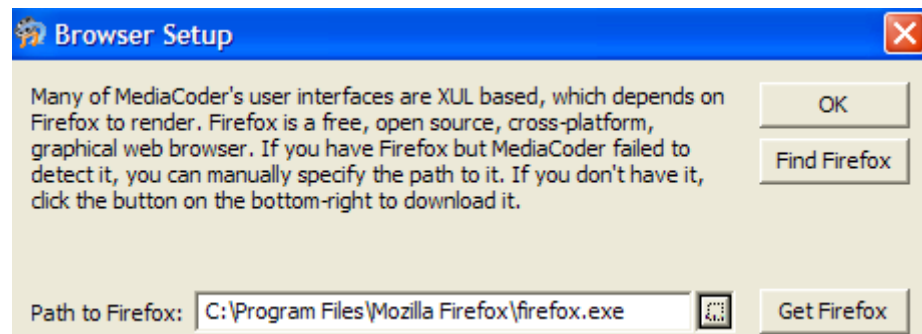 Browser Setup
Many of MediaCoder's user interfaces are XUL based, which depends on
Firefox to render. Firefox is a free, open source, cross-platform,
graphical web browser. If you have Firefox but MediaCoder failed to
detect it, you can manually specify the path to it. If you don't have it,
click the button on the bottom-right to download it.
OK
Find Firefox
Path to Firefox: C:\Program Files\Mozilla Firefox\firefox.exe
Get Firefox